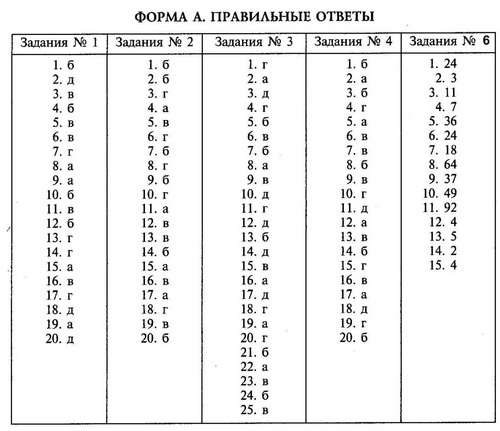 ФОРМА А. ПРАВИЛЬНЫЕ ОТВЕТЫ
Задания № 1 Задания № 2 Задания № 3 Задания № 4 Задания № 6
1. б 1. б 1. г 1. б 1. 24
2. д 2. б 2. а 2. а 2. 3
3. в 3. г 3. д 3. б 3. 11
4. б 4. а 4. г 4. г 4. 7
5. в 5. в 5. б 5. а 5. 36
6. в 6. г 6. в 6. в 6. 24
7. г 7. б 7. б 7. в 7. 18
8. а 8. г 8. а 8. б 8. 64
9. а 9. б 9. в 9. в 9. 37
10. б 10. г 10. д 10. г 10. 49
11. в 11. а 11. г 11. д 11. 92
12. б 12. в 12. д 12. а 12. 4
13. г 13. в 13. б 13. в 13. 5
14. г 14. б 14. д 14. б 14. 2
15. а 15. а 15. в 15. г 15. 4
16. в 16. в 16. а 16. в
17. г 17. а 17. д 17. а
18. д 18. г 18. г 18. д
19. а 19. в 19. а 19. г
20. д 20. б 20. г 20. б
21. б
22. а
23. в
24. б
25. в